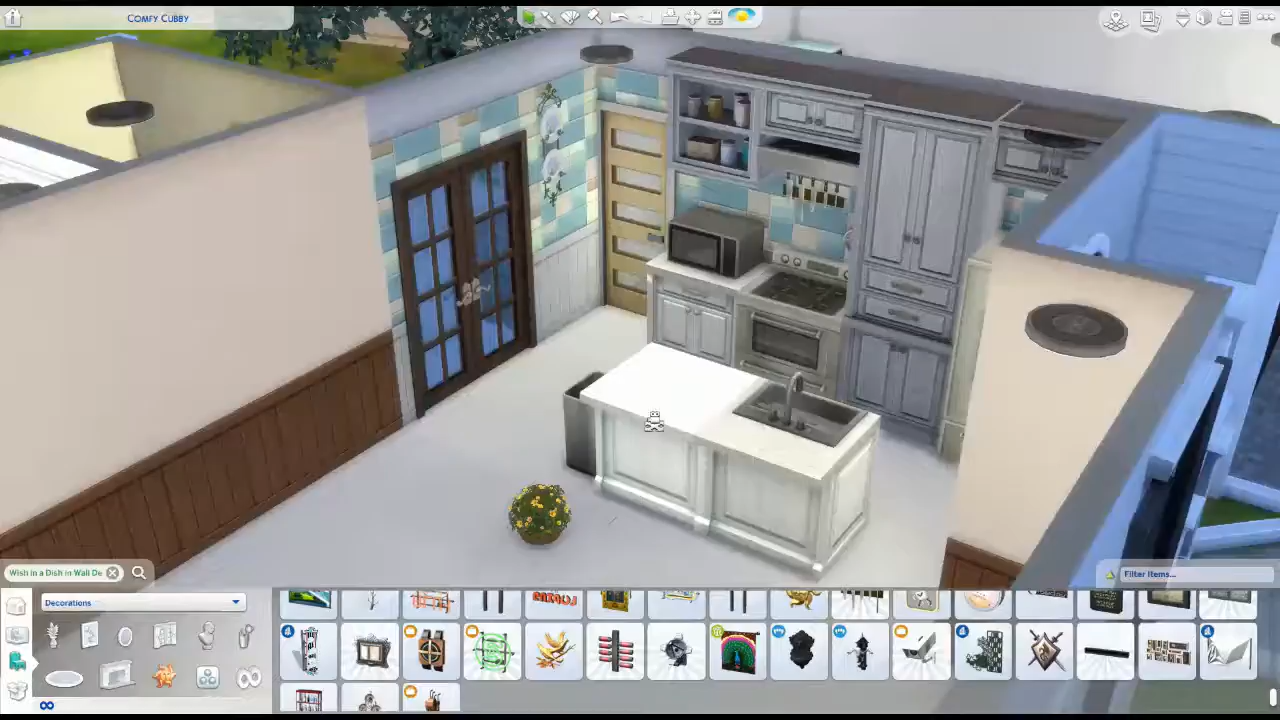 COMFY CUBBY
Wish in a Dish in Wall De
Filter Items...
Decorations